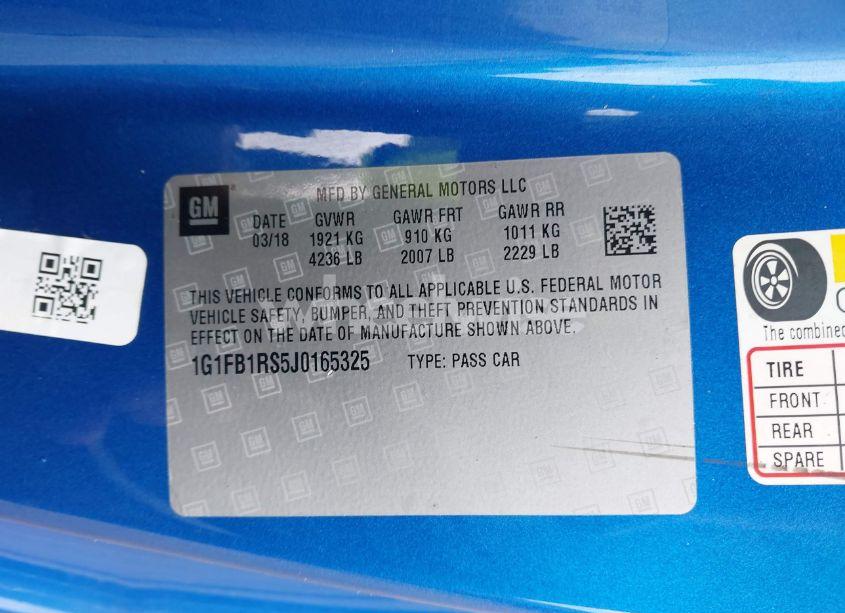 GM
MFD BY GENERAL MOTORS LLC
DATE GVWR GAWR FRT GAWR RR
03/18 1921 KG 910 KG 1011 KG
4236 LB 2007 LB 2229 LB
THIS VEHICLE CONFORMS TO ALL APPLICABLE U.S. FEDERAL MOTOR
VEHICLE SAFETY, BUMPER, AND THEFT PREVENTION STANDARDS IN
EFFECT ON THE DATE OF MANUFACTURE SHOWN ABOVE.
1G1FB1RS5J0165325 TYPE: PASS CAR
The combined
TIRE
FRONT
REAR
SPARE